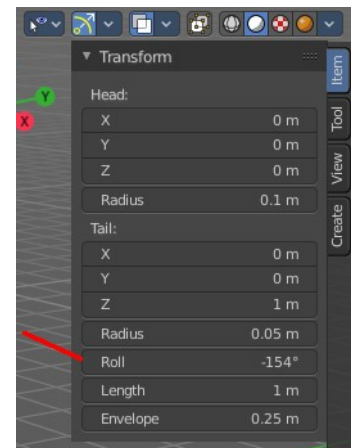 Transform
Head:
X 0 m
Y 0 m
Z 0 m
Radius 0.1 m
Tail:
X 0 m
Y 0 m
Z 1 m
Radius 0.05 m
Roll -154°
Length 1 m
Envelope 0.25 m
Item
Tool
View
Create
Y
X